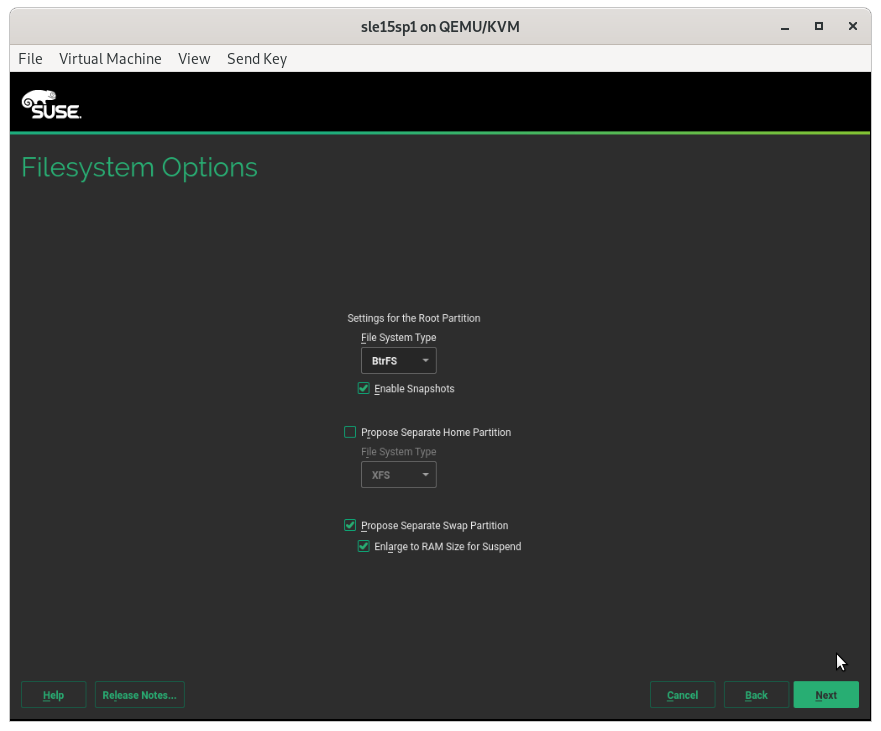 sle15sp1 on QEMU/KVM
File Virtual Machine View Send Key
SUSE.
Filesystem Options
Settings for the Root Partition
File System Type
BtrFS
Enable Snapshots
Propose Separate Home Partition
File System Type
XFS
Propose Separate Swap Partition
Enlarge to RAM Size for Suspend
Help Release Notes... Cancel Back Next